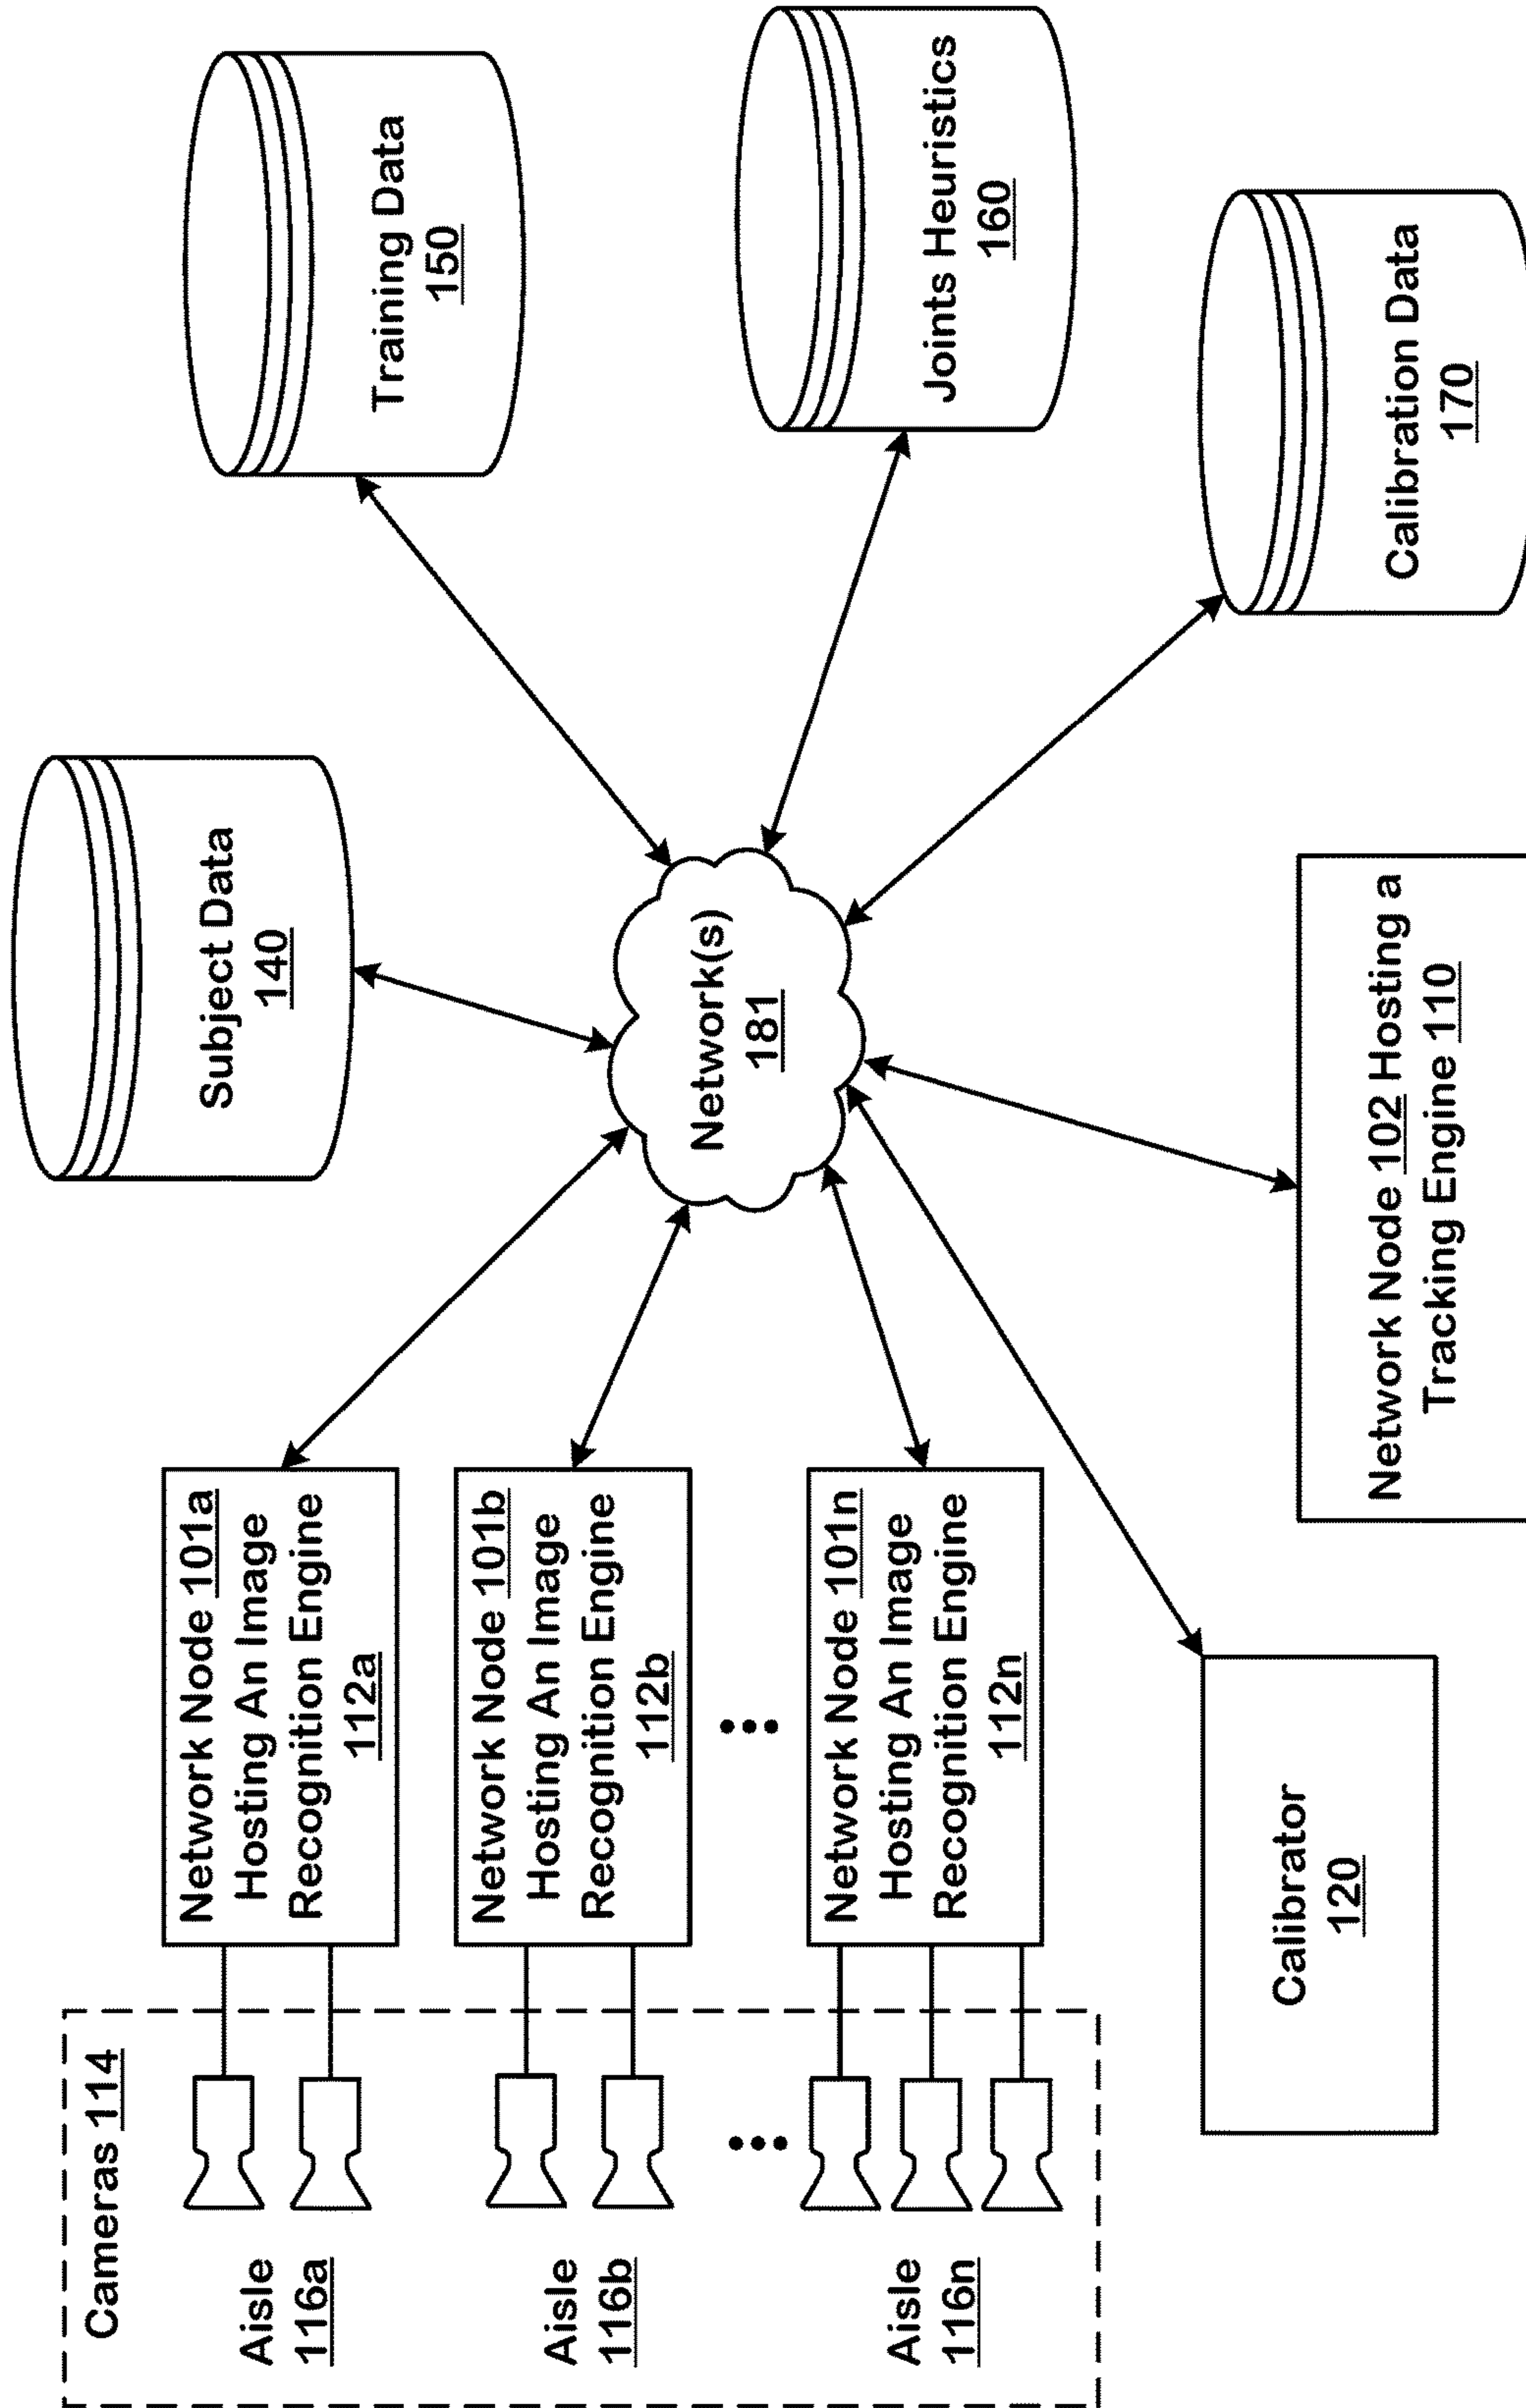 Cameras 114
Aisle
116a
Aisle
116b
Aisle
116n
Network Node 101a
Hosting An Image
Recognition Engine
112a
Network Node 101b
Hosting An Image
Recognition Engine
112b
Network Node 101n
Hosting An Image
Recognition Engine
112n
Calibrator
120
Network Node 102 Hosting a
Tracking Engine 110
Network(s)
181
Subject Data
140
Training Data
150
Joints Heuristics
160
Calibration Data
170